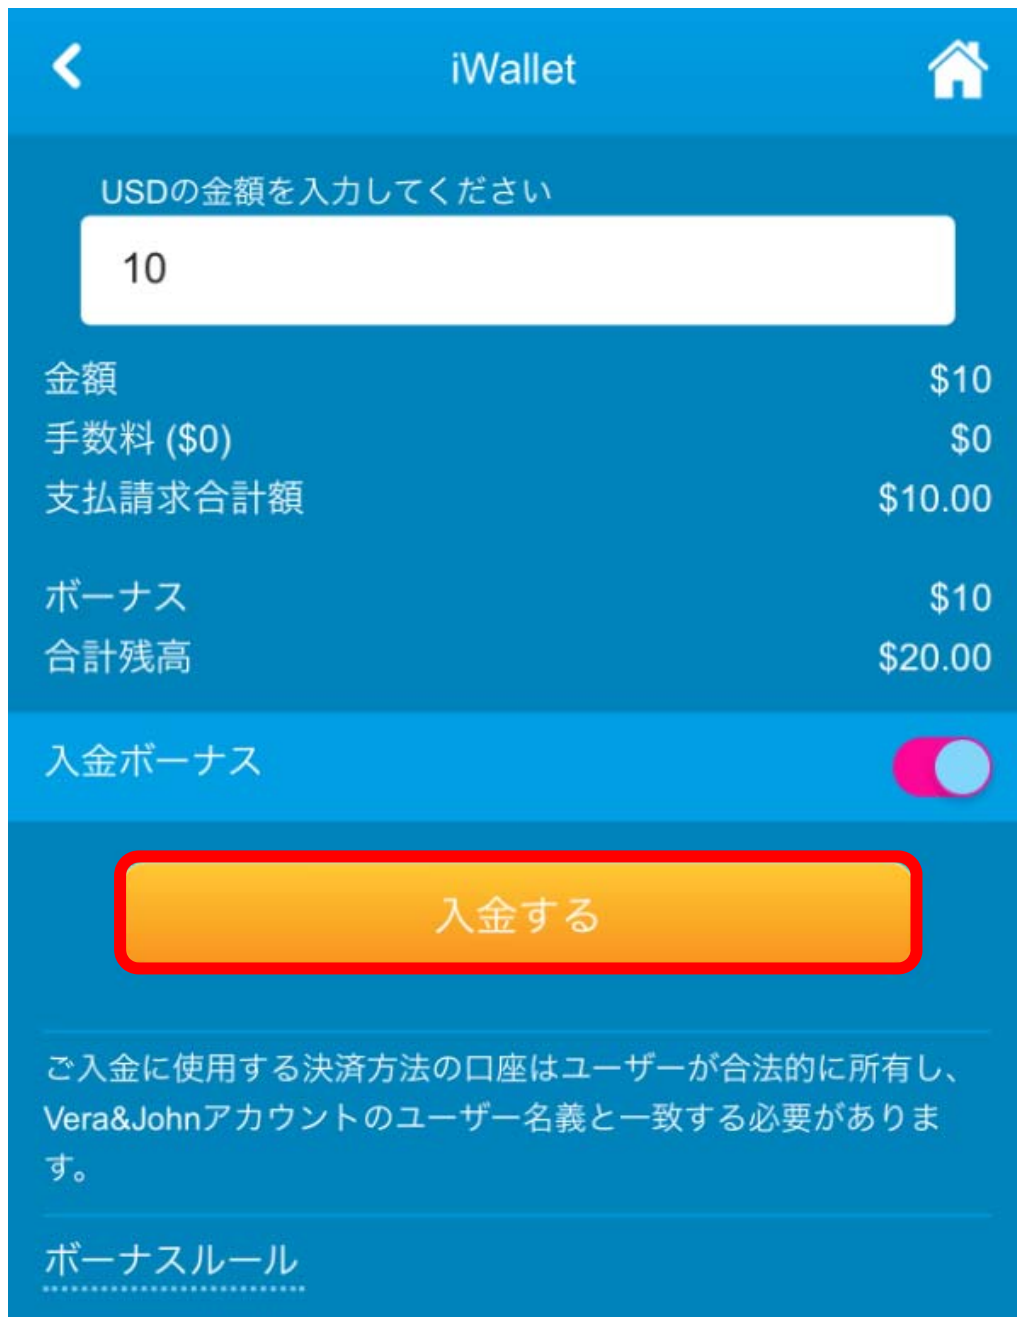 iWallet
USDの金額を入力してください
10
金額 $10
手数料 ($0) $0
支払請求合計額 $10.00
ボーナス $10
合計残高 $20.00
入金ボーナス
入金する
ご入金に使用する決済方法の口座はユーザーが合法的に所有し、
Vera&Johnアカウントのユーザー名義と一致する必要がありま
す。
ボーナスルール